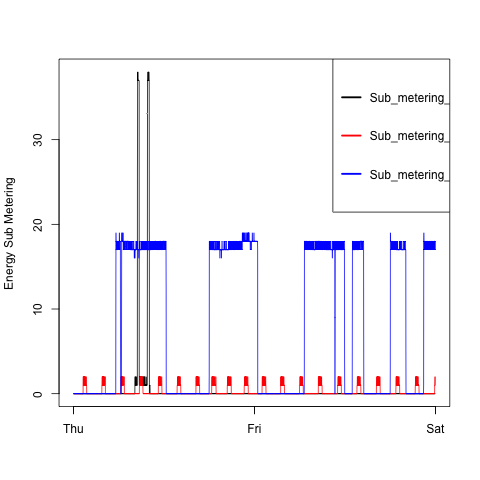 Energy Sub Metering
0
10
20
30
Thu
Fri
Sat
Sub_metering_
Sub_metering_
Sub_metering_